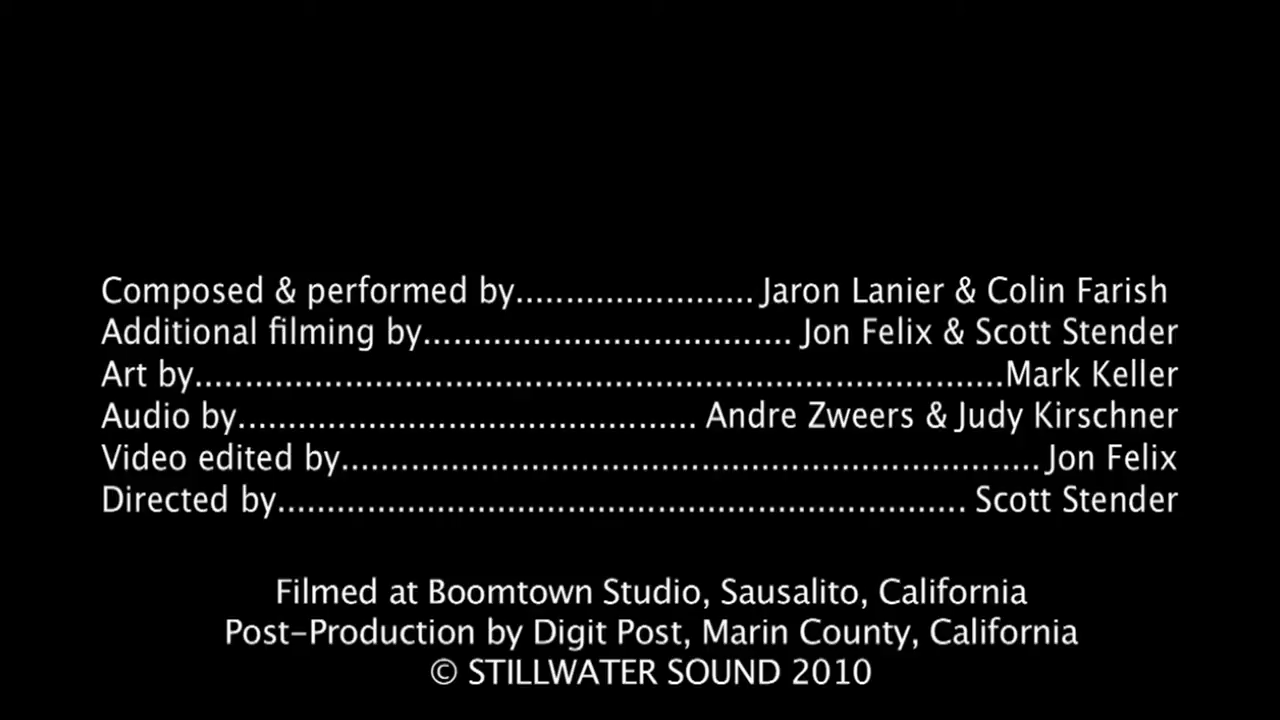 Composed & performed by........................ Jaron Lanier & Colin Farish
Additional filming by..................................... Jon Felix & Scott Stender
Art by.................................................................................Mark Keller
Audio by.............................................. Andre Zweers & Judy Kirschner
Video edited by...................................................................... Jon Felix
Directed by..................................................................... Scott Stender
Filmed at Boomtown Studio, Sausalito, California
Post-Production by Digit Post, Marin County, California
© STILLWATER SOUND 2010